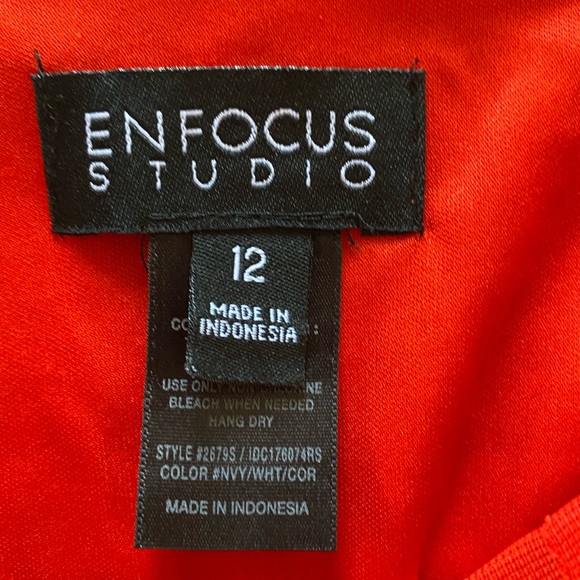 ENFOCUS
STUDIO
12
MADE IN
INDONESIA
USE ONLY NON
BLEACH WHEN NEEDED
HANG DRY
STYLE #2679S / IDC176074RS
COLOR #NVY/WHT/COR
MADE IN INDONESIA